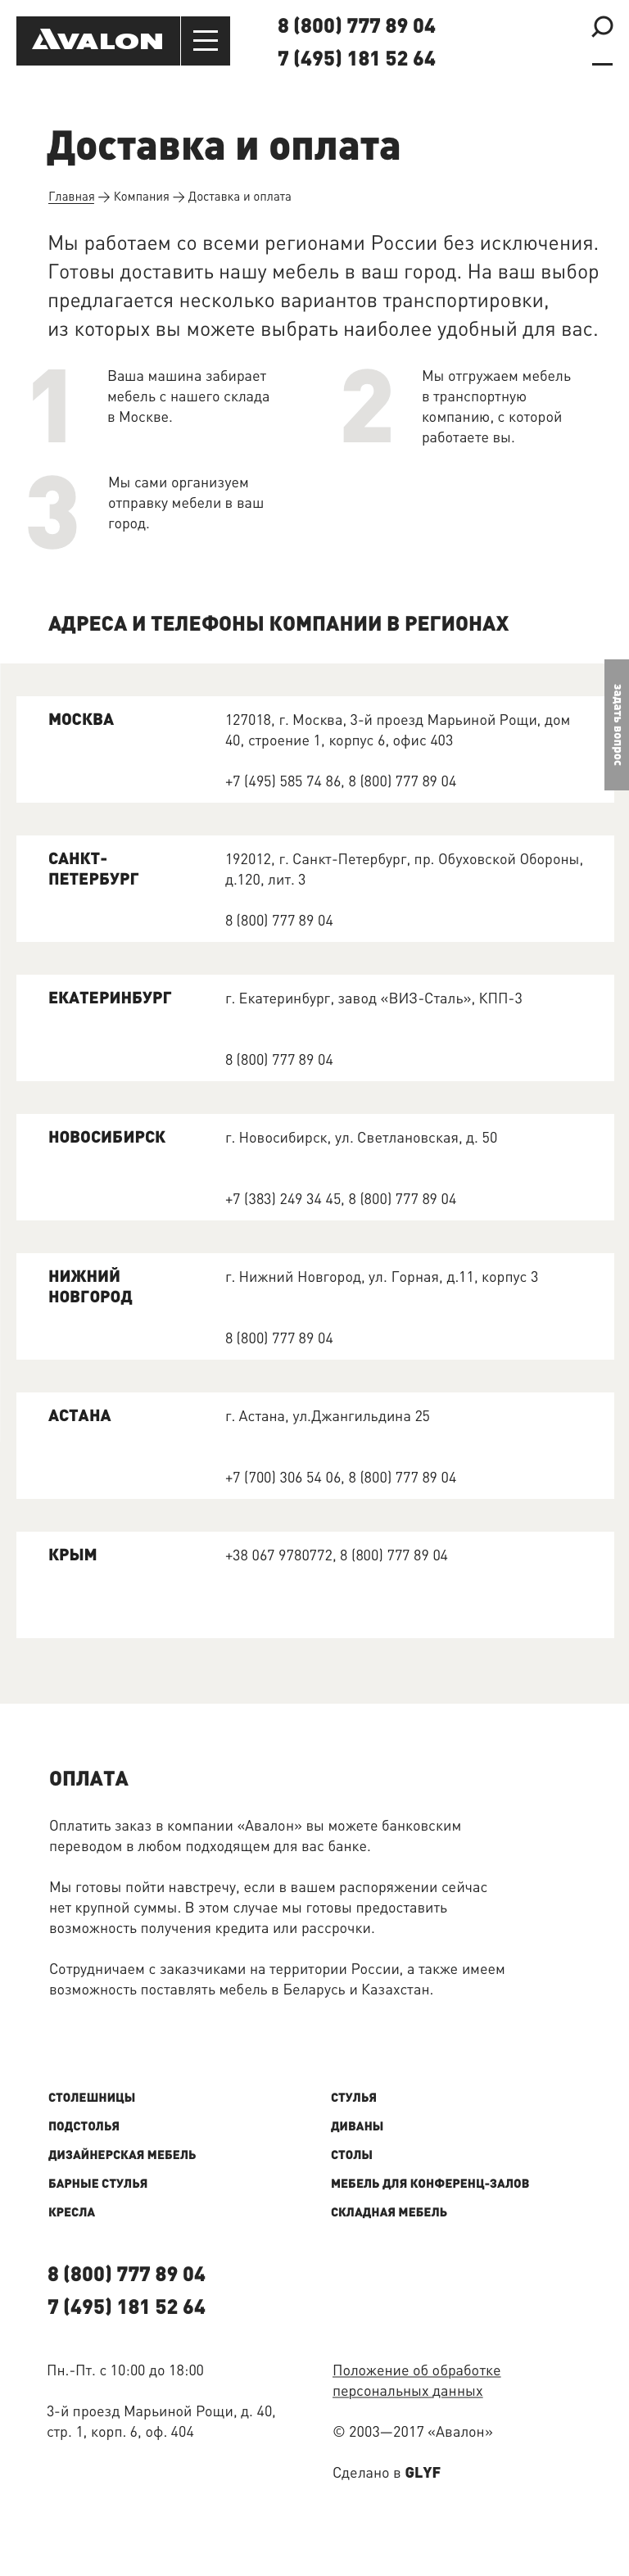 AVALON
8 (800) 777 89 04
7 (495) 181 52 64
Доставка и оплата
Главная → Компания → Доставка и оплата
Мы работаем со всеми регионами России без исключения.
Готовы доставить нашу мебель в ваш город. На ваш выбор
предлагается несколько вариантов транспортировки,
из которых вы можете выбрать наиболее удобный для вас.
1
Ваша машина забирает
мебель с нашего склада
в Москве.
2
Мы отгружаем мебель
в транспортную
компанию, с которой
работаете вы.
3
Мы сами организуем
отправку мебели в ваш
город.
АДРЕСА И ТЕЛЕФОНЫ КОМПАНИИ В РЕГИОНАХ
задать вопрос
МОСКВА
127018, г. Москва, 3-й проезд Марьиной Рощи, дом
40, строение 1, корпус 6, офис 403
+7 (495) 585 74 86, 8 (800) 777 89 04
САНКТ-
ПЕТЕРБУРГ
192012, г. Санкт-Петербург, пр. Обуховской Обороны,
д.120, лит. 3
8 (800) 777 89 04
ЕКАТЕРИНБУРГ
г. Екатеринбург, завод «ВИЗ-Сталь», КПП-3
8 (800) 777 89 04
НОВОСИБИРСК
г. Новосибирск, ул. Светлановская, д. 50
+7 (383) 249 34 45, 8 (800) 777 89 04
НИЖНИЙ
НОВГОРОД
г. Нижний Новгород, ул. Горная, д.11, корпус 3
8 (800) 777 89 04
АСТАНА
г. Астана, ул.Джангильдина 25
+7 (700) 306 54 06, 8 (800) 777 89 04
КРЫМ
+38 067 9780772, 8 (800) 777 89 04
ОПЛАТА
Оплатить заказ в компании «Авалон» вы можете банковским
переводом в любом подходящем для вас банке.
Мы готовы пойти навстречу, если в вашем распоряжении сейчас
нет крупной суммы. В этом случае мы готовы предоставить
возможность получения кредита или рассрочки.
Сотрудничаем с заказчиками на территории России, а также имеем
возможность поставлять мебель в Беларусь и Казахстан.
СТОЛЕШНИЦЫ
ПОДСТОЛЬЯ
ДИЗАЙНЕРСКАЯ МЕБЕЛЬ
БАРНЫЕ СТУЛЬЯ
КРЕСЛА
СТУЛЬЯ
ДИВАНЫ
СТОЛЫ
МЕБЕЛЬ ДЛЯ КОНФЕРЕНЦ-ЗАЛОВ
СКЛАДНАЯ МЕБЕЛЬ
8 (800) 777 89 04
7 (495) 181 52 64
Пн.-Пт. с 10:00 до 18:00
3-й проезд Марьиной Рощи, д. 40,
стр. 1, корп. 6, оф. 404
Положение об обработке
персональных данных
© 2003—2017 «Авалон»
Сделано в GLYF